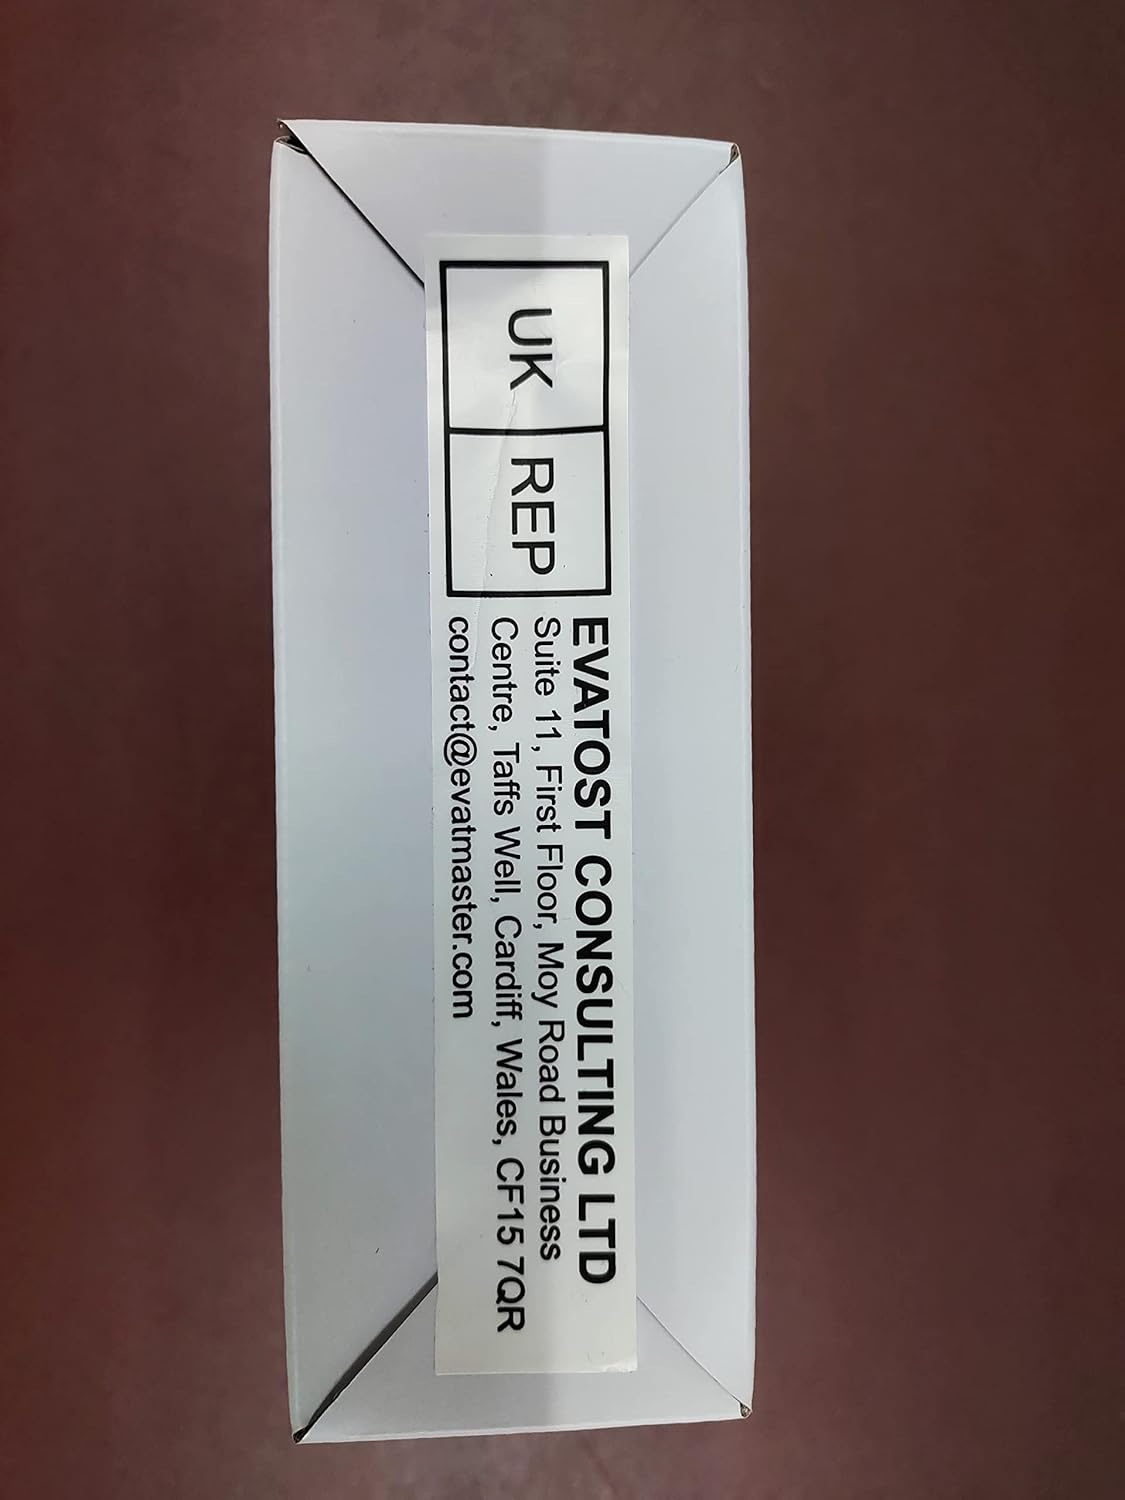 UK REP
EVATOST CONSULTING LTD
Suite 11, First Floor, Moy Road Business
Centre, Taffs Well, Cardiff, Wales, CF15 7QR
contact@evatmaster.com